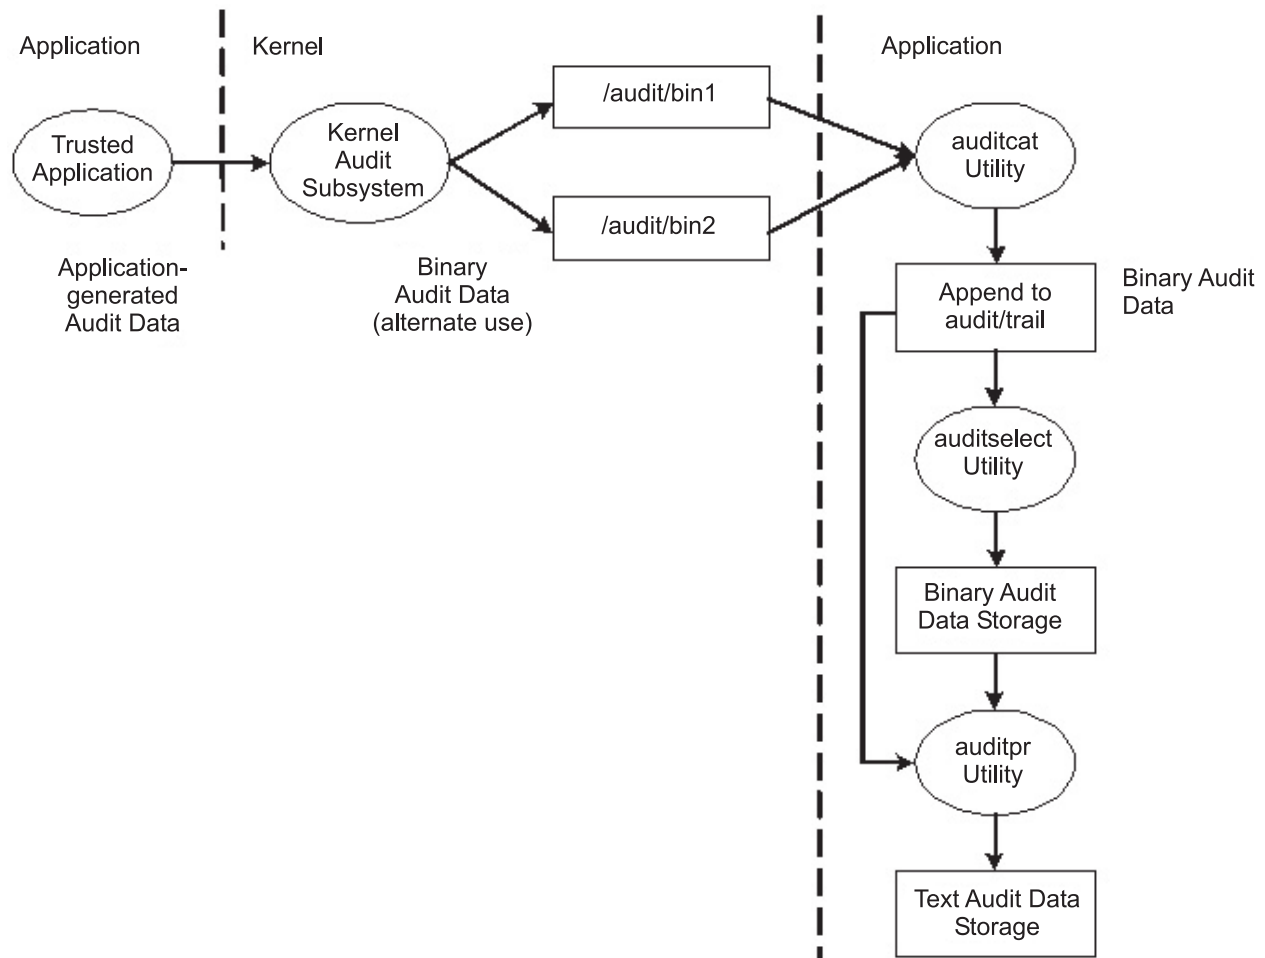 Application
Kernel
Application
Trusted
Application
Kernel
Audit
Subsystem
/audit/bin1
/audit/bin2
auditcat
Utility
Application-
generated
Audit Data
Binary
Audit Data
(alternate use)
Append to
audit/trail
Binary Audit
Data
auditselect
Utility
Binary Audit
Data Storage
auditpr
Utility
Text Audit Data
Storage